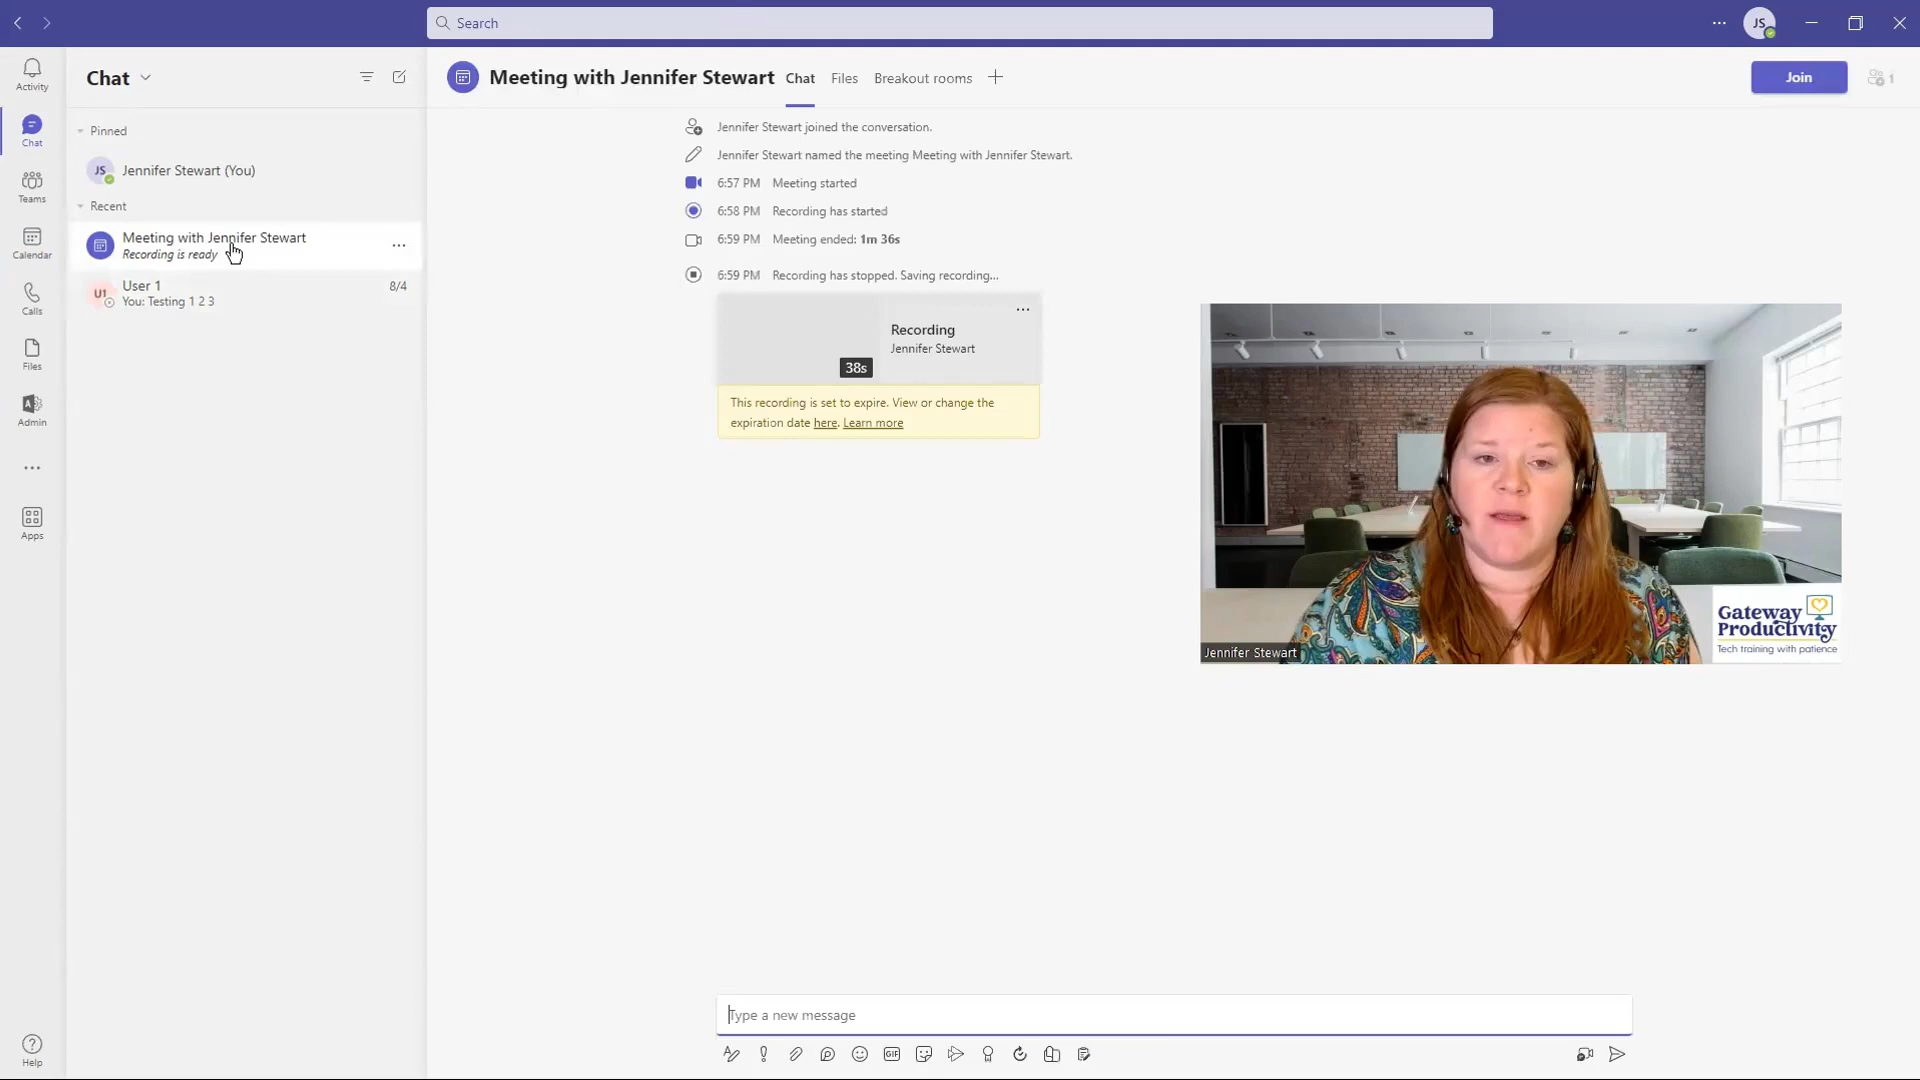 Search
JS
Activity
Chat
Teams
Calendar
Calls
Files
Admin
Apps
Help
Chat
Pinned
JS
Jennifer Stewart (You)
Recent
Meeting with Jennifer Stewart
Recording is ready
U1
User 1
8/4
You: Testing 1 2 3
Meeting with Jennifer Stewart
Chat
Files
Breakout rooms
Join
1
Jennifer Stewart joined the conversation.
Jennifer Stewart named the meeting Meeting with Jennifer Stewart.
6:57 PM Meeting started
6:58 PM Recording has started
6:59 PM Meeting ended: 1m 36s
6:59 PM Recording has stopped. Saving recording...
Recording
Jennifer Stewart
38s
This recording is set to expire. View or change the
expiration date here. Learn more
Jennifer Stewart
Gateway
Productivity
Tech training with patience
Type a new message
GIF